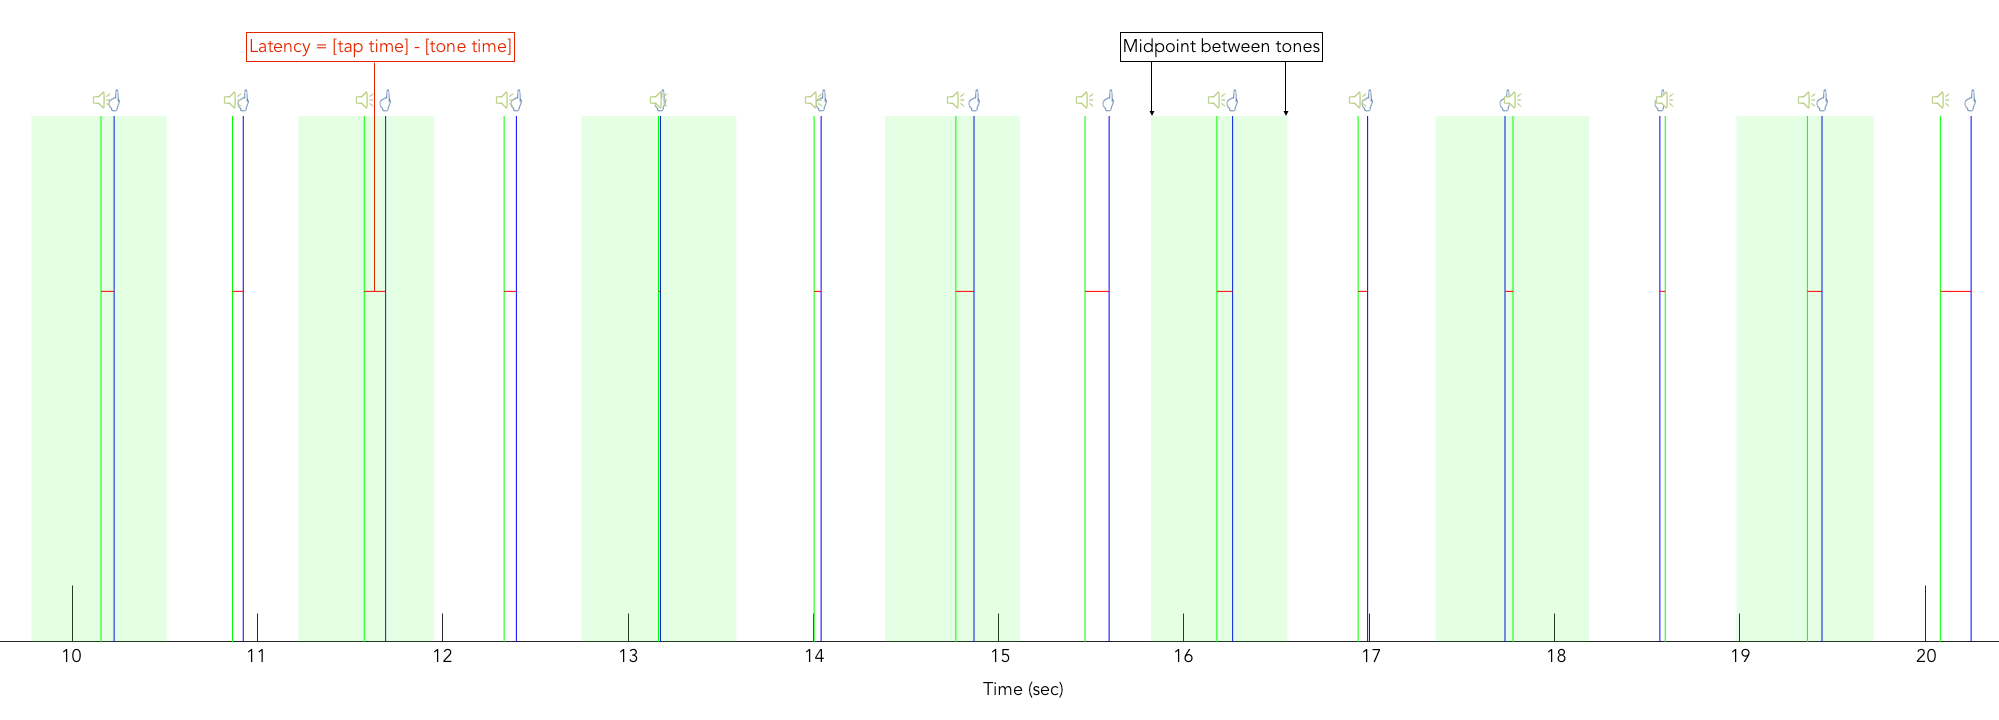 Latency = [tap time] - [tone time]
Midpoint between tones
10 11 12 13 14 15 16 17 18 19 20
Time (sec)